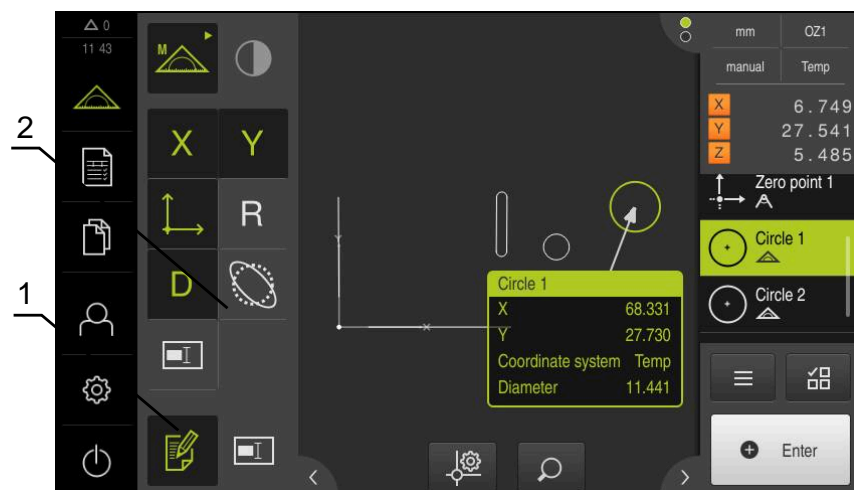 0
11 43
M
X Y
R
D
2
1
mm OZ1
manual Temp
X 6.749
Y 27.541
Z 5.485
Zero point 1
Circle 1
Circle 2
Y
X
Circle 1
X 68.331
Y 27.730
Coordinate system Temp
Diameter 11.441
Enter